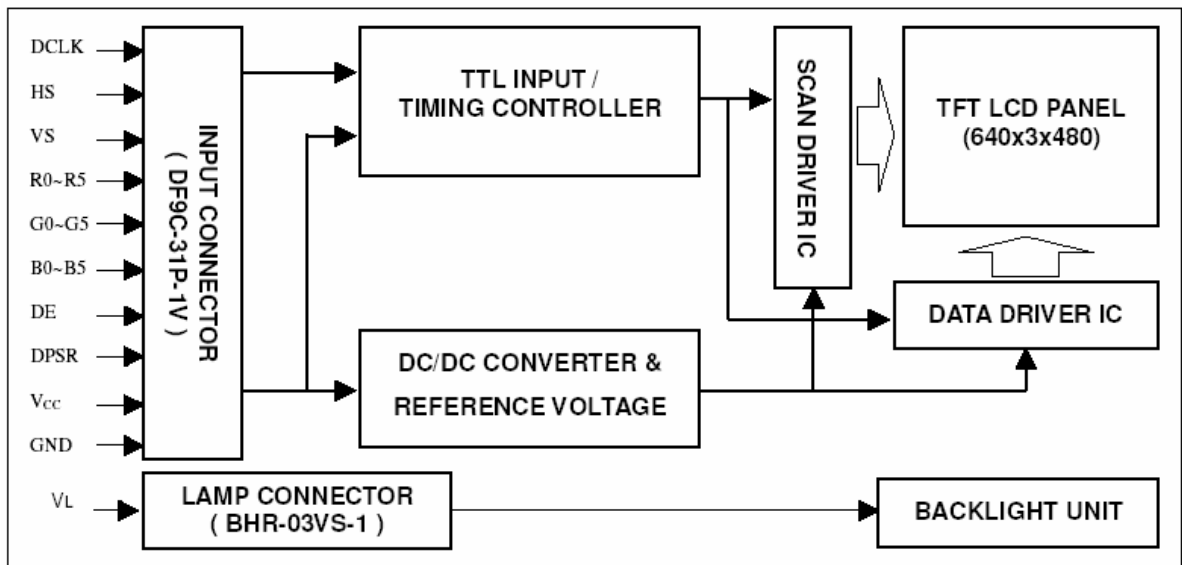 DCLK
HS
VS
R0~R5
G0~G5
B0~B5
DE
DPSR
Vcc
GND
VL
INPUT CONNECTOR
( DF9C-31P-1V )
TTL INPUT /
TIMING CONTROLLER
SCAN DRIVER IC
TFT LCD PANEL
(640x3x480)
DATA DRIVER IC
DC/DC CONVERTER &
REFERENCE VOLTAGE
LAMP CONNECTOR
( BHR-03VS-1 )
BACKLIGHT UNIT